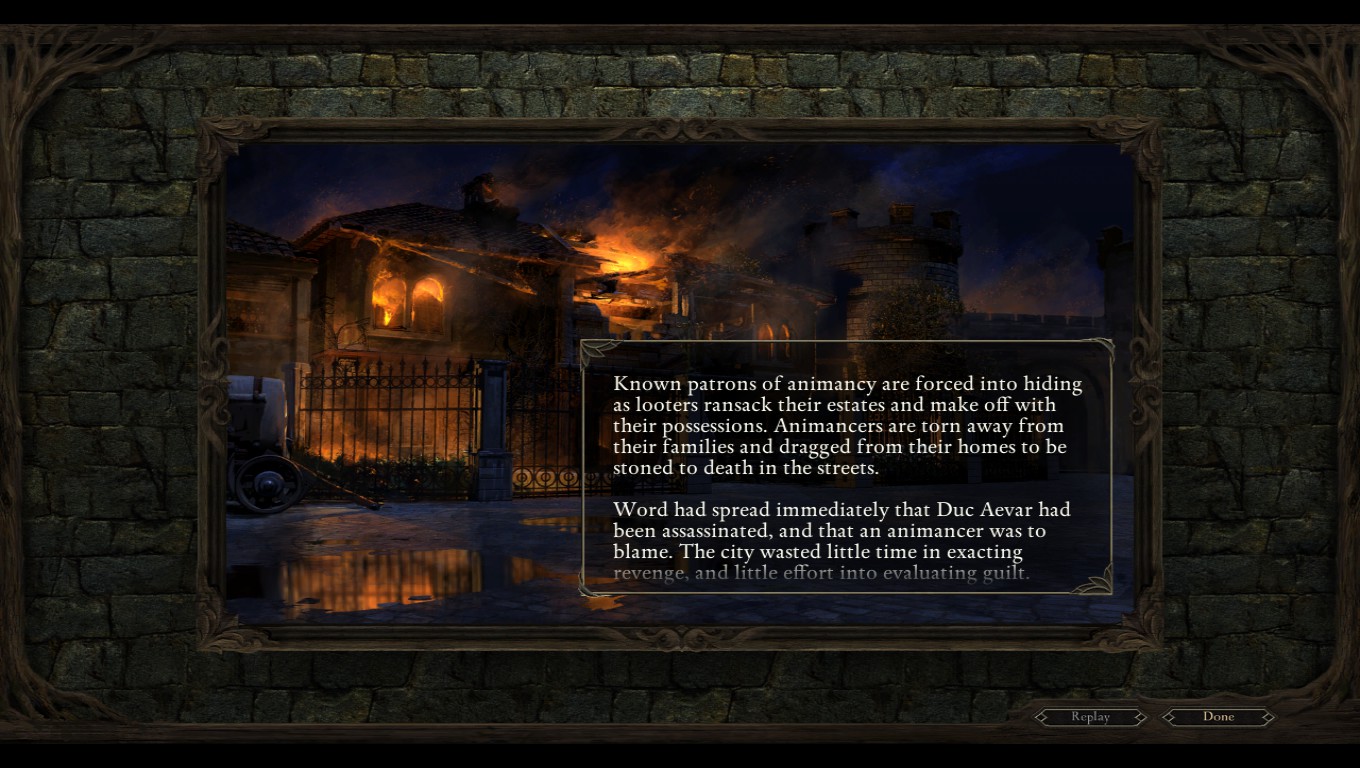 Known patrons of animancy are forced into hiding
as looters ransack their estates and make off with
their possessions. Animancers are torn away from
their families and dragged from their homes to be
stoned to death in the streets.
Word had spread immediately that Duc Aevar had
been assassinated, and that an animancer was to
blame. The city wasted little time in exacting
revenge, and little effort into evaluating guilt.
Replay
Done